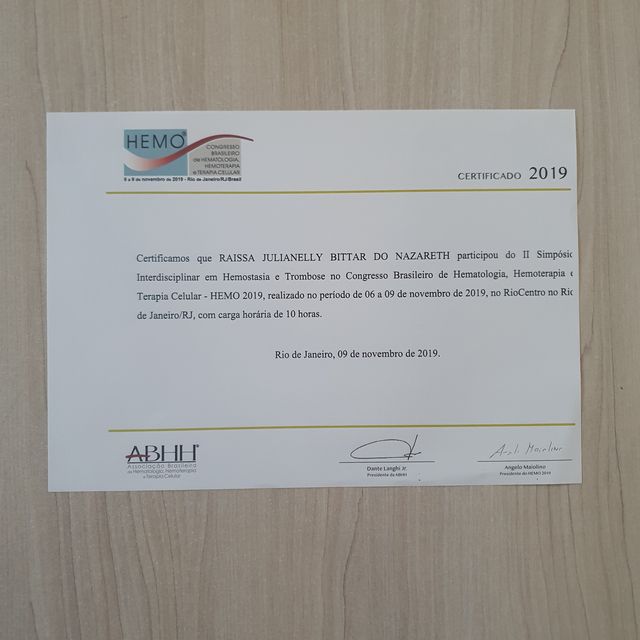 HEMO
CONGRESSO
BRASILEIRO
de HEMATOLOGIA,
HEMOTERAPIA
e TERAPIA CELULAR
6 a 9 de novembro de 2019 - Rio de Janeiro/RJ/Brasil
CERTIFICADO 2019
Certificamos que RAISSA JULIANELLY BITTAR DO NAZARETH participou do II Simpósio
Interdisciplinar em Hemostasia e Trombose no Congresso Brasileiro de Hematologia, Hemoterapia e
Terapia Celular - HEMO 2019, realizado no período de 06 a 09 de novembro de 2019, no RioCentro no Rio
de Janeiro/RJ, com carga horária de 10 horas.
Rio de Janeiro, 09 de novembro de 2019.
ABHH
Associação Brasileira
de Hematologia, Hemoterapia
e Terapia Celular
Dante Langhi Jr
Presidente da ABHH
Angelo Maiolino
Angelo Maiolino
Presidente do HEMO 2019